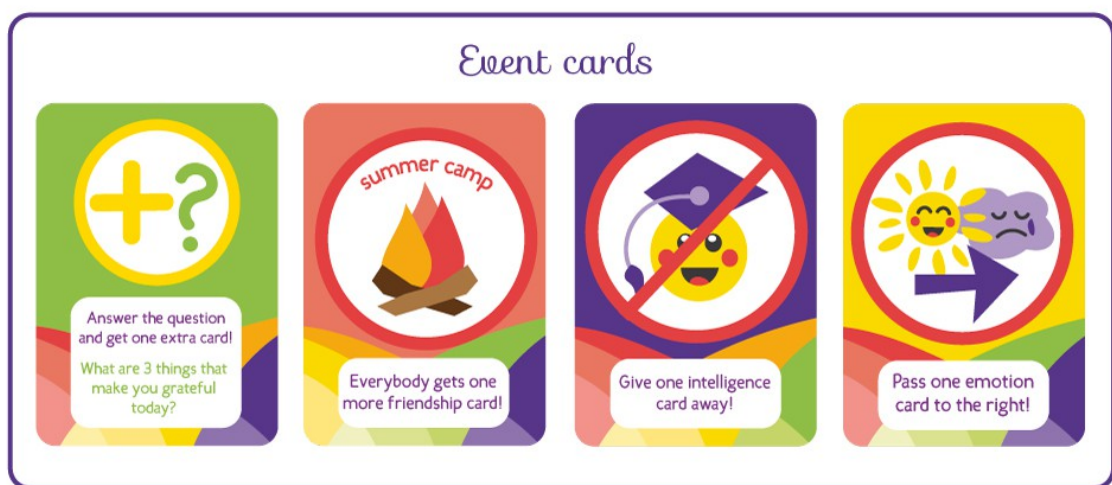 Event cards
Answer the question
and get one extra card!
What are 3 things that
make you grateful
today?
summer camp
Everybody gets one
more friendship card!
Give one intelligence
card away!
Pass one emotion
card to the right!